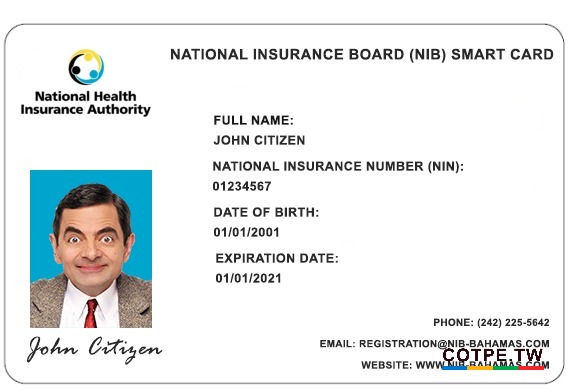 NATIONAL INSURANCE BOARD (NIB) SMART CARD
National Health
Insurance Authority
FULL NAME:
JOHN CITIZEN
NATIONAL INSURANCE NUMBER (NIN):
01234567
DATE OF BIRTH:
01/01/2001
EXPIRATION DATE:
01/01/2021
John Citizen
PHONE: (242) 225-5642
EMAIL: REGISTRATION@NIB-BAHAMAS.COM
WEBSITE: WWW.NIB-BAHAMAS.COM
COTPE.TW